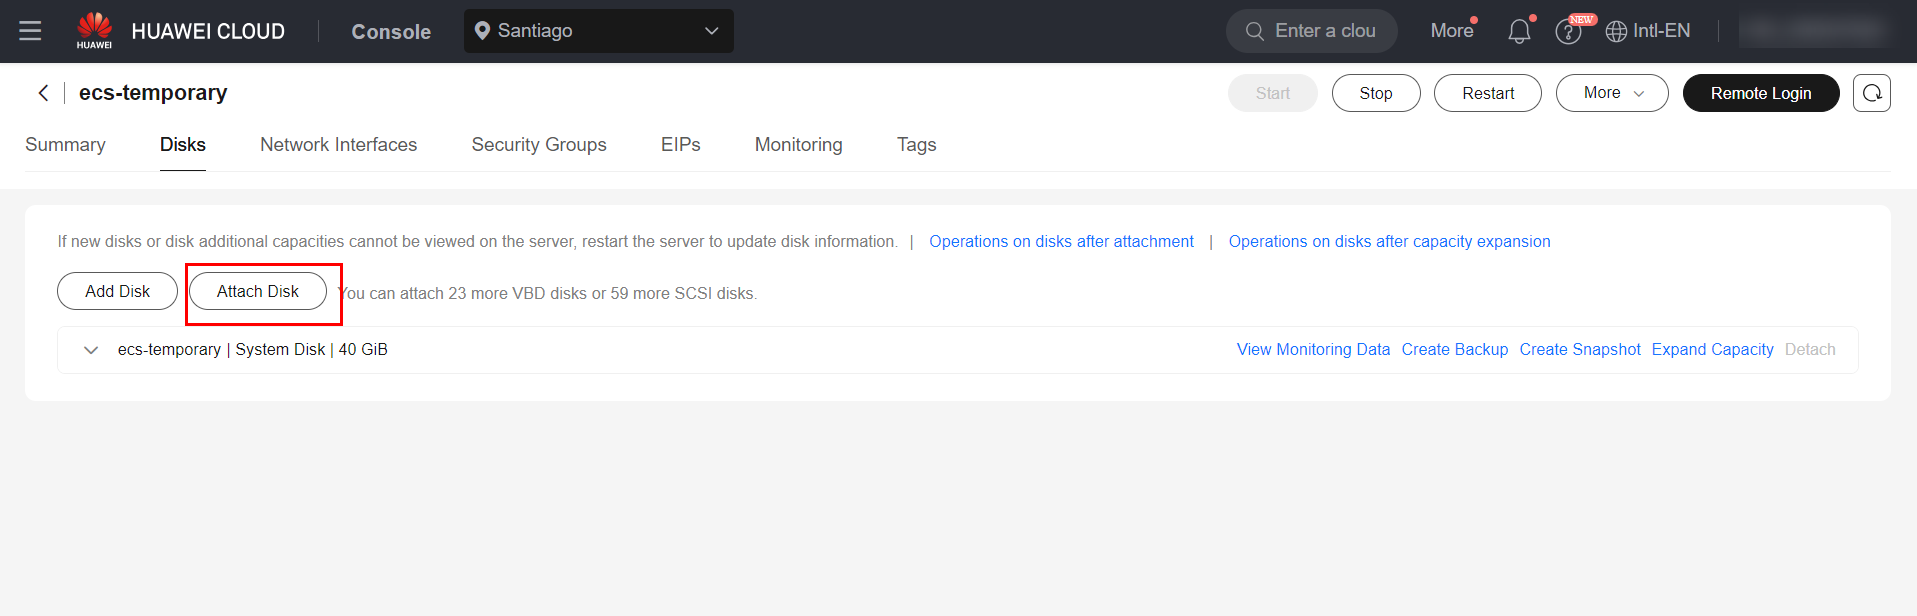 HUAWEI
HUAWEI CLOUD
Console
Santiago
Enter a clou
More
NEW
Intl-EN
ecs-temporary
Start
Stop
Restart
More
Remote Login
Summary
Disks
Network Interfaces
Security Groups
EIPs
Monitoring
Tags
If new disks or disk additional capacities cannot be viewed on the server, restart the server to update disk information. | Operations on disks after attachment | Operations on disks after capacity expansion
Add Disk
Attach Disk
You can attach 23 more VBD disks or 59 more SCSI disks.
ecs-temporary | System Disk | 40 GiB
View Monitoring Data Create Backup Create Snapshot Expand Capacity Detach